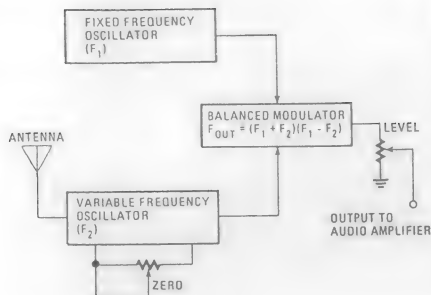 FIXED FREQUENCY
OSCILLATOR
(F₁)
BALANCED MODULATOR
F_OUT = (F₁ + F₂)(F₁ - F₂)
LEVEL
ANTENNA
VARIABLE FREQUENCY
OSCILLATOR
(F₂)
OUTPUT TO
AUDIO AMPLIFIER
ZERO